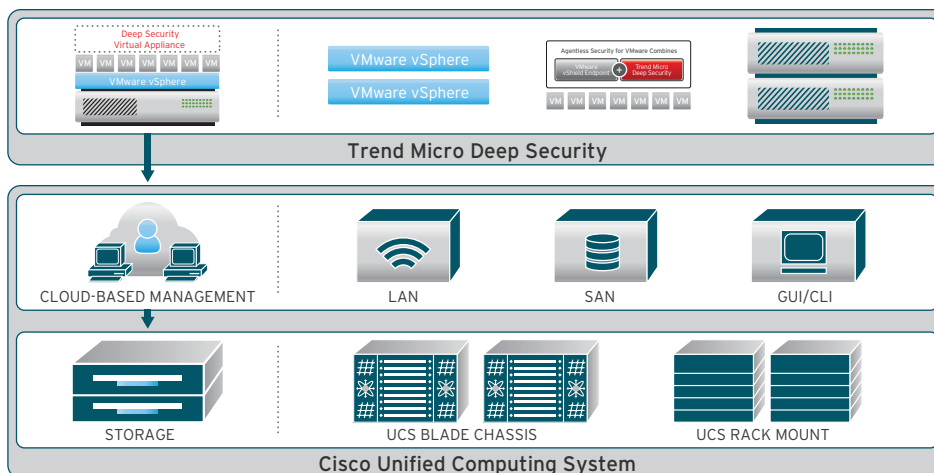 Deep Security
Virtual Appliance
VM VM VM VM VM VM VM
VMware vSphere
VMware vSphere
VMware vSphere
Agentless Security for VMware Combines
VMware
vShield Endpoint
+
Trend Micro
Deep Security
VM VM VM VM VM VM VM
Trend Micro Deep Security
CLOUD-BASED MANAGEMENT
LAN
SAN
GUI/CLI
STORAGE
UCS BLADE CHASSIS
UCS RACK MOUNT
Cisco Unified Computing System